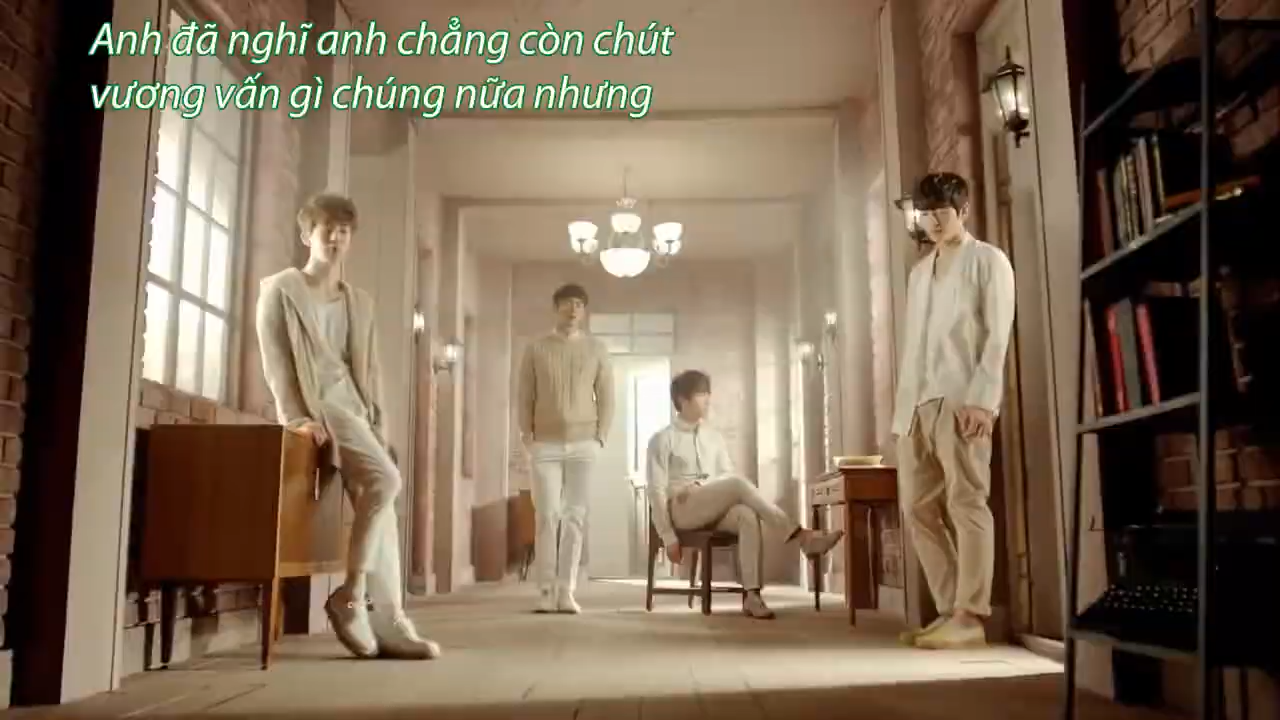 Anh đã nghĩ anh chẳng còn chút
vương vấn gì chúng nữa nhưng